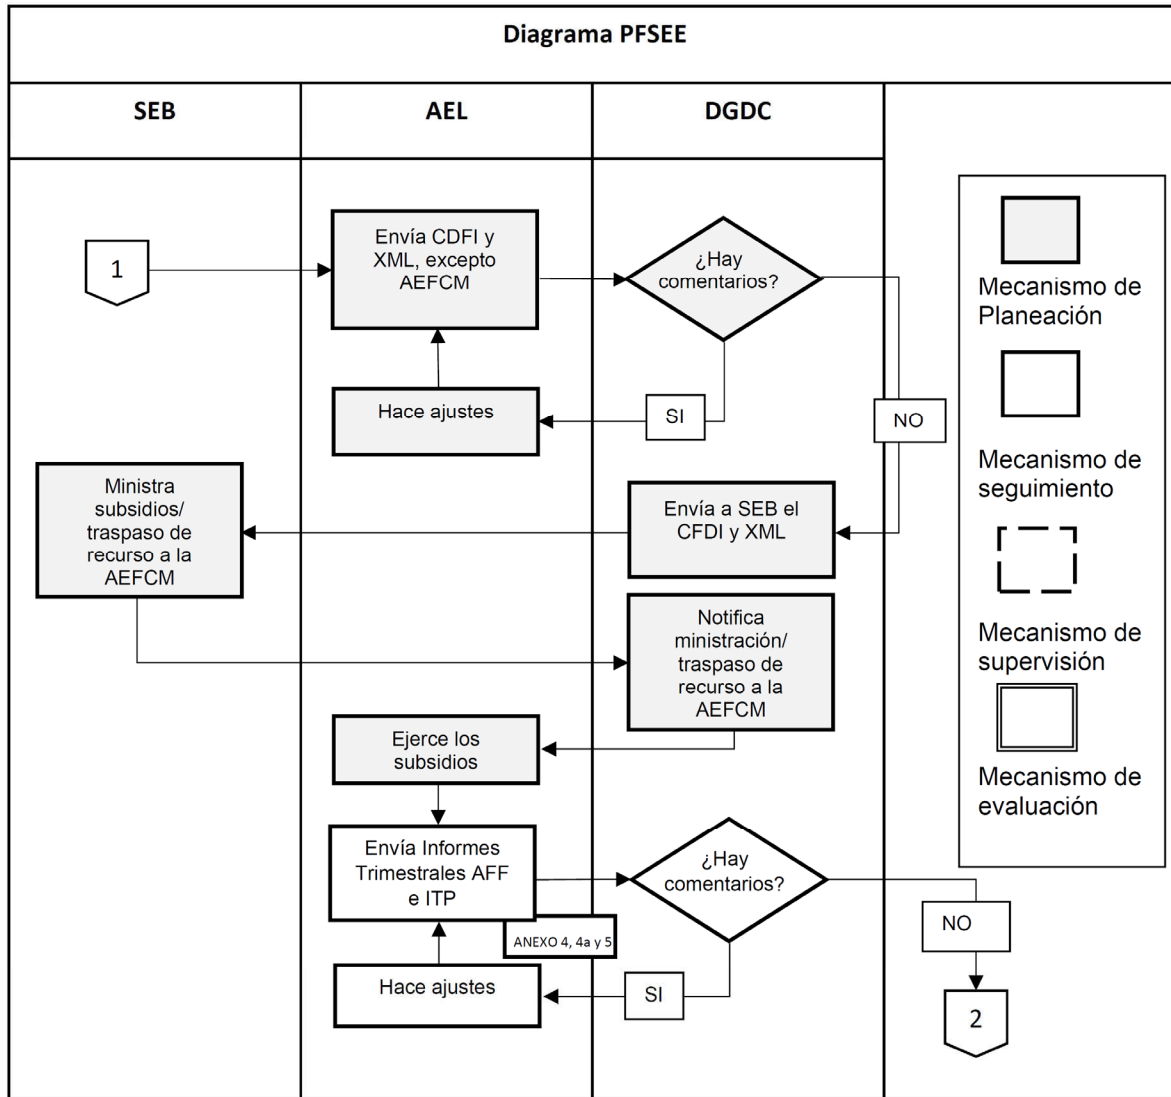 Diagrama PFSEE
SEB
AEL
DGDC
1
Envía CDFI y
XML, excepto
AEFCM
¿Hay
comentarios?
Hace ajustes
SI
NO
Ministra
subsidios/
traspaso de
recurso a la
AEFCM
Envía a SEB el
CFDI y XML
Notifica
ministración/
traspaso de
recurso a la
AEFCM
Ejerce los
subsidios
Envía Informes
Trimestrales AFF
e ITP
ANEXO 4, 4a y 5
¿Hay
comentarios?
Hace ajustes
SI
NO
2
Mecanismo de
Planeación
Mecanismo de
seguimiento
Mecanismo de
supervisión
Mecanismo de
evaluación